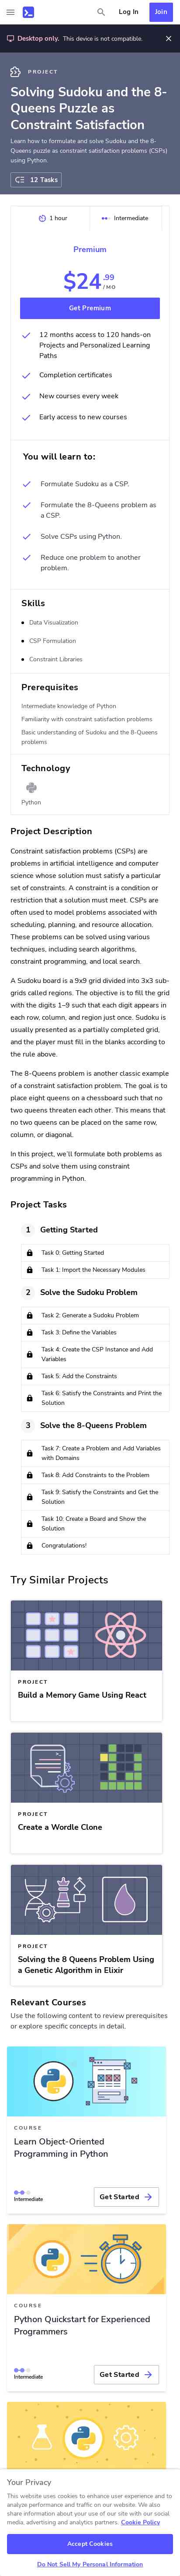 Log In
Join
Desktop only. This device is not compatible.
PROJECT
Solving Sudoku and the 8-
Queens Puzzle as
Constraint Satisfaction
Learn how to formulate and solve Sudoku and the 8-
Queens puzzle as constraint satisfaction problems (CSPs)
using Python.
12 Tasks
1 hour
Intermediate
Premium
$24.99
/ MO
Get Premium
12 months access to 120 hands-on
Projects and Personalized Learning
Paths
Completion certificates
New courses every week
Early access to new courses
You will learn to:
Formulate Sudoku as a CSP.
Formulate the 8-Queens problem as
a CSP.
Solve CSPs using Python.
Reduce one problem to another
problem.
Skills
Data Visualization
CSP Formulation
Constraint Libraries
Prerequisites
Intermediate knowledge of Python
Familiarity with constraint satisfaction problems
Basic understanding of Sudoku and the 8-Queens
problems
Technology
Python
Project Description
Constraint satisfaction problems (CSPs) are
problems in artificial intelligence and computer
science whose solution must satisfy a particular
set of constraints. A constraint is a condition or
restriction that a solution must meet. CSPs are
often used to model problems associated with
scheduling, planning, and resource allocation.
These problems can be solved using various
techniques, including search algorithms,
constraint programming, and local search.
A Sudoku board is a 9x9 grid divided into 3x3 sub-
grids called regions. The objective is to fill the grid
with the digits 1–9 such that each digit appears in
each row, column, and region just once. Sudoku is
usually presented as a partially completed grid,
and the player must fill in the blanks according to
the rule above.
The 8-Queens problem is another classic example
of a constraint satisfaction problem. The goal is to
place eight queens on a chessboard such that no
two queens threaten each other. This means that
no two queens can be placed on the same row,
column, or diagonal.
In this project, we'll formulate both problems as
CSPs and solve them using constraint
programming in Python.
Project Tasks
1 Getting Started
Task 0: Getting Started
Task 1: Import the Necessary Modules
2 Solve the Sudoku Problem
Task 2: Generate a Sudoku Problem
Task 3: Define the Variables
Task 4: Create the CSP Instance and Add
Variables
Task 5: Add the Constraints
Task 6: Satisfy the Constraints and Print the
Solution
3 Solve the 8-Queens Problem
Task 7: Create a Problem and Add Variables
with Domains
Task 8: Add Constraints to the Problem
Task 9: Satisfy the Constraints and Get the
Solution
Task 10: Create a Board and Show the
Solution
Congratulations!
Try Similar Projects
PROJECT
Build a Memory Game Using React
PROJECT
Create a Wordle Clone
PROJECT
Solving the 8 Queens Problem Using
a Genetic Algorithm in Elixir
Relevant Courses
Use the following content to review prerequisites
or explore specific concepts in detail.
COURSE
Learn Object-Oriented
Programming in Python
Intermediate
Get Started
COURSE
Python Quickstart for Experienced
Programmers
Intermediate
Get Started
Your Privacy
This website uses cookies to enhance user experience and to
analyze performance and traffic on our website. We also
share information about your use of our site with our social
media, advertising and analytics partners. Cookie Policy
Accept Cookies
Do Not Sell My Personal Information